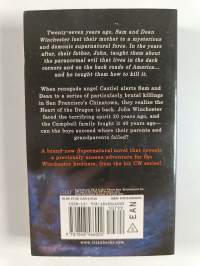 Twenty-seven years ago, Sam and Dean
Winchester lost their mother to a mysterious
and demonic supernatural force. In the
years after, their father, John, taught them about
the paranormal evil that lives in the dark
corners and on the back roads of America...
and he taught them how to kill it.
When renegade angel Castiel alerts Sam and
Dean to a series of particularly brutal killings
in San Francisco's Chinatown, they realize the
Heart of the Dragon is back. John Winchester
faced the terrifying spirit 20 years ago, and
the Campbell family fought it 40 years ago—
can the boys succeed where their parents and
grandparents failed?
A brand-new Supernatural novel that reveals
a previously unseen adventure for the
Winchester brothers, from the hit CW series!
www.titanbooks.com